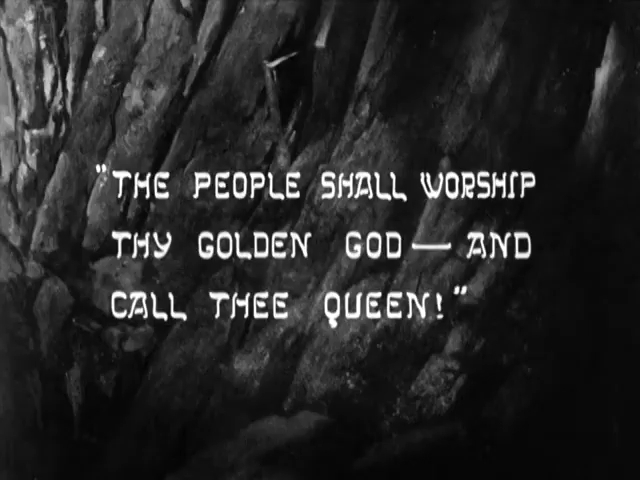 "THE PEOPLE SHALL WORSHIP
THY GOLDEN GOD — AND
CALL THEE QUEEN!"